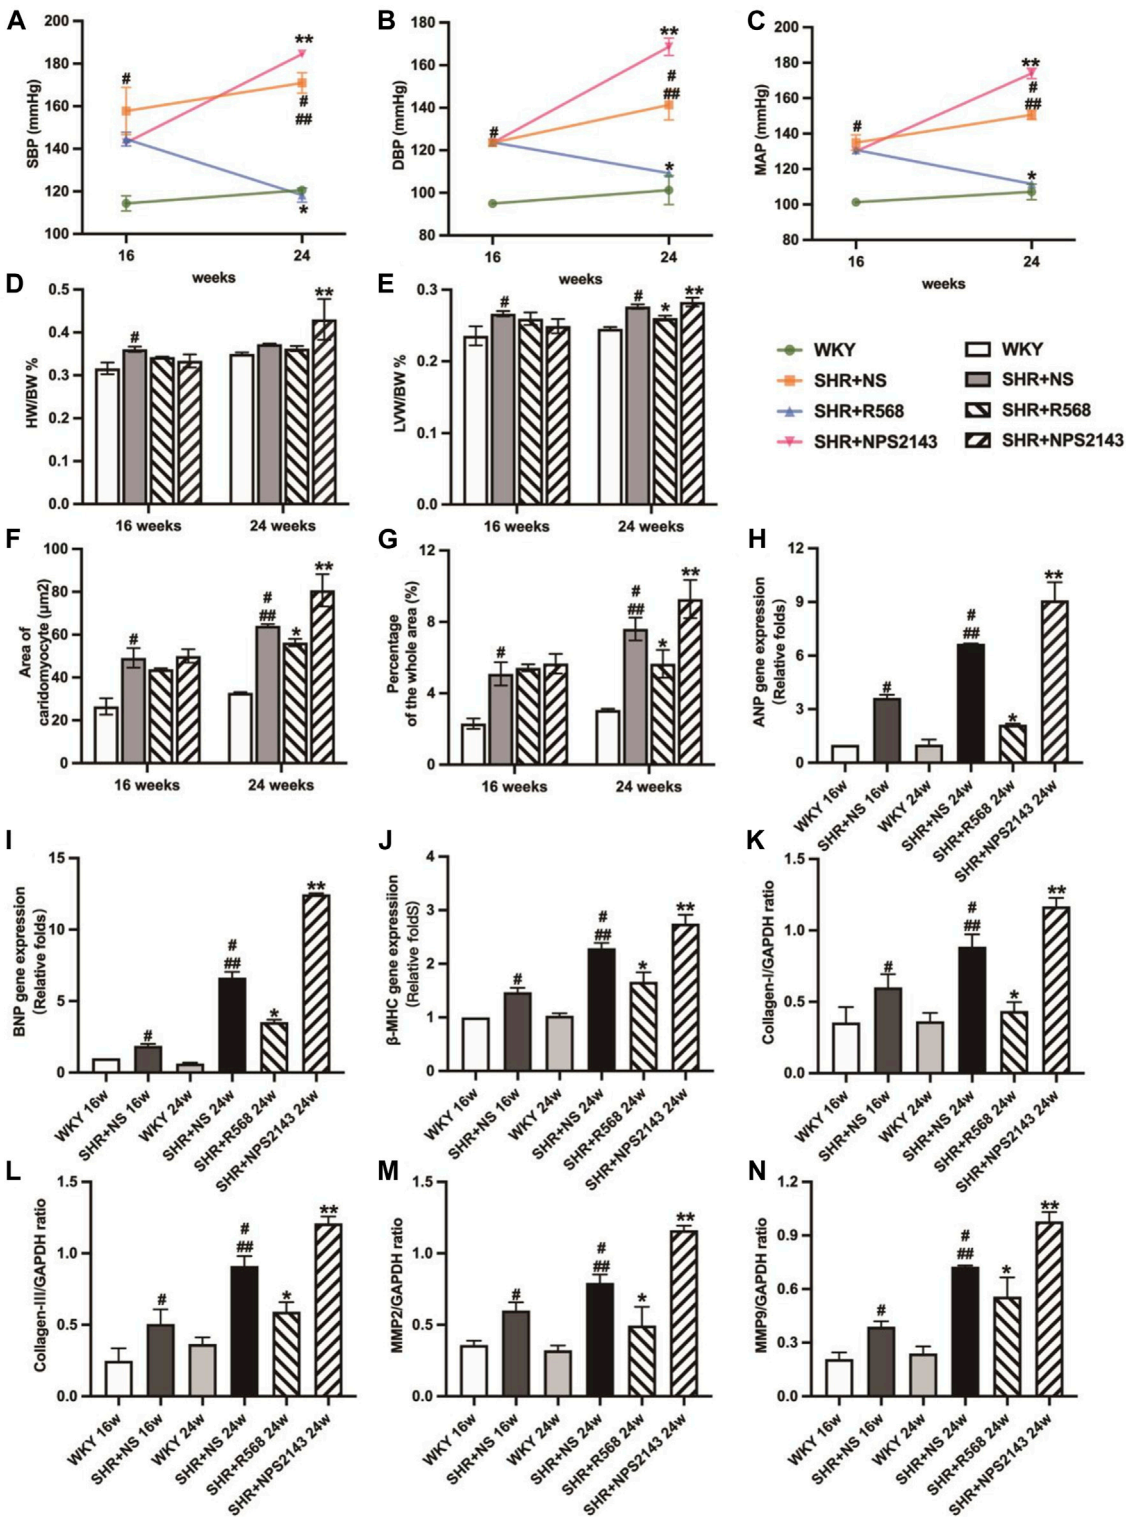 A
SBP (mmHg)
200
180
160
140
120
100
#
**
#
##
*
16
24
weeks
B
DBP (mmHg)
180
160
140
120
100
80
#
**
#
##
*
16
24
weeks
C
MAP (mmHg)
200
180
160
140
120
100
80
#
**
#
##
*
16
24
weeks
D
HW/BW %
0.5
0.4
0.3
0.2
0.1
0.0
#
**
16 weeks
24 weeks
E
LVW/BW %
0.3
0.2
0.1
0.0
#
#
*
**
16 weeks
24 weeks
WKY
SHR+NS
SHR+R568
SHR+NPS2143
WKY
SHR+NS
SHR+R568
SHR+NPS2143
F
Area of
caridomyocyte (μm2)
100
80
60
40
20
0
#
#
##
*
**
16 weeks
24 weeks
G
Percentage
of the whole area (%)
12
8
4
0
#
#
##
*
**
16 weeks
24 weeks
H
ANP gene expression
(Relative folds)
12
9
6
3
0
#
#
##
*
**
WKY 16w
SHR+NS 16w
WKY 24w
SHR+NS 24w
SHR+R568 24w
SHR+NPS2143 24w
I
BNP gene expression
(Relative folds)
15
10
5
0
#
#
##
*
**
WKY 16w
SHR+NS 16w
WKY 24w
SHR+NS 24w
SHR+R568 24w
SHR+NPS2143 24w
J
β-MHC gene expresiion
(Relative foldS)
4
3
2
1
0
#
#
##
*
**
WKY 16w
SHR+NS 16w
WKY 24w
SHR+NS 24w
SHR+R568 24w
SHR+NPS2143 24w
K
Collagen-I/GAPDH ratio
1.5
1.0
0.5
0.0
#
#
##
*
**
WKY 16w
SHR+NS 16w
WKY 24w
SHR+NS 24w
SHR+R568 24w
SHR+NPS2143 24w
L
Collagen-III/GAPDH ratio
1.5
1.0
0.5
0.0
#
#
##
*
**
WKY 16w
SHR+NS 16w
WKY 24w
SHR+NS 24w
SHR+R568 24w
SHR+NPS2143 24w
M
MMP2/GAPDH ratio
1.5
1.0
0.5
0.0
#
#
##
*
**
WKY 16w
SHR+NS 16w
WKY 24w
SHR+NS 24w
SHR+R568 24w
SHR+NPS2143 24w
N
MMP9/GAPDH ratio
1.2
0.9
0.6
0.3
0.0
#
#
##
*
**
WKY 16w
SHR+NS 16w
WKY 24w
SHR+NS 24w
SHR+R568 24w
SHR+NPS2143 24w